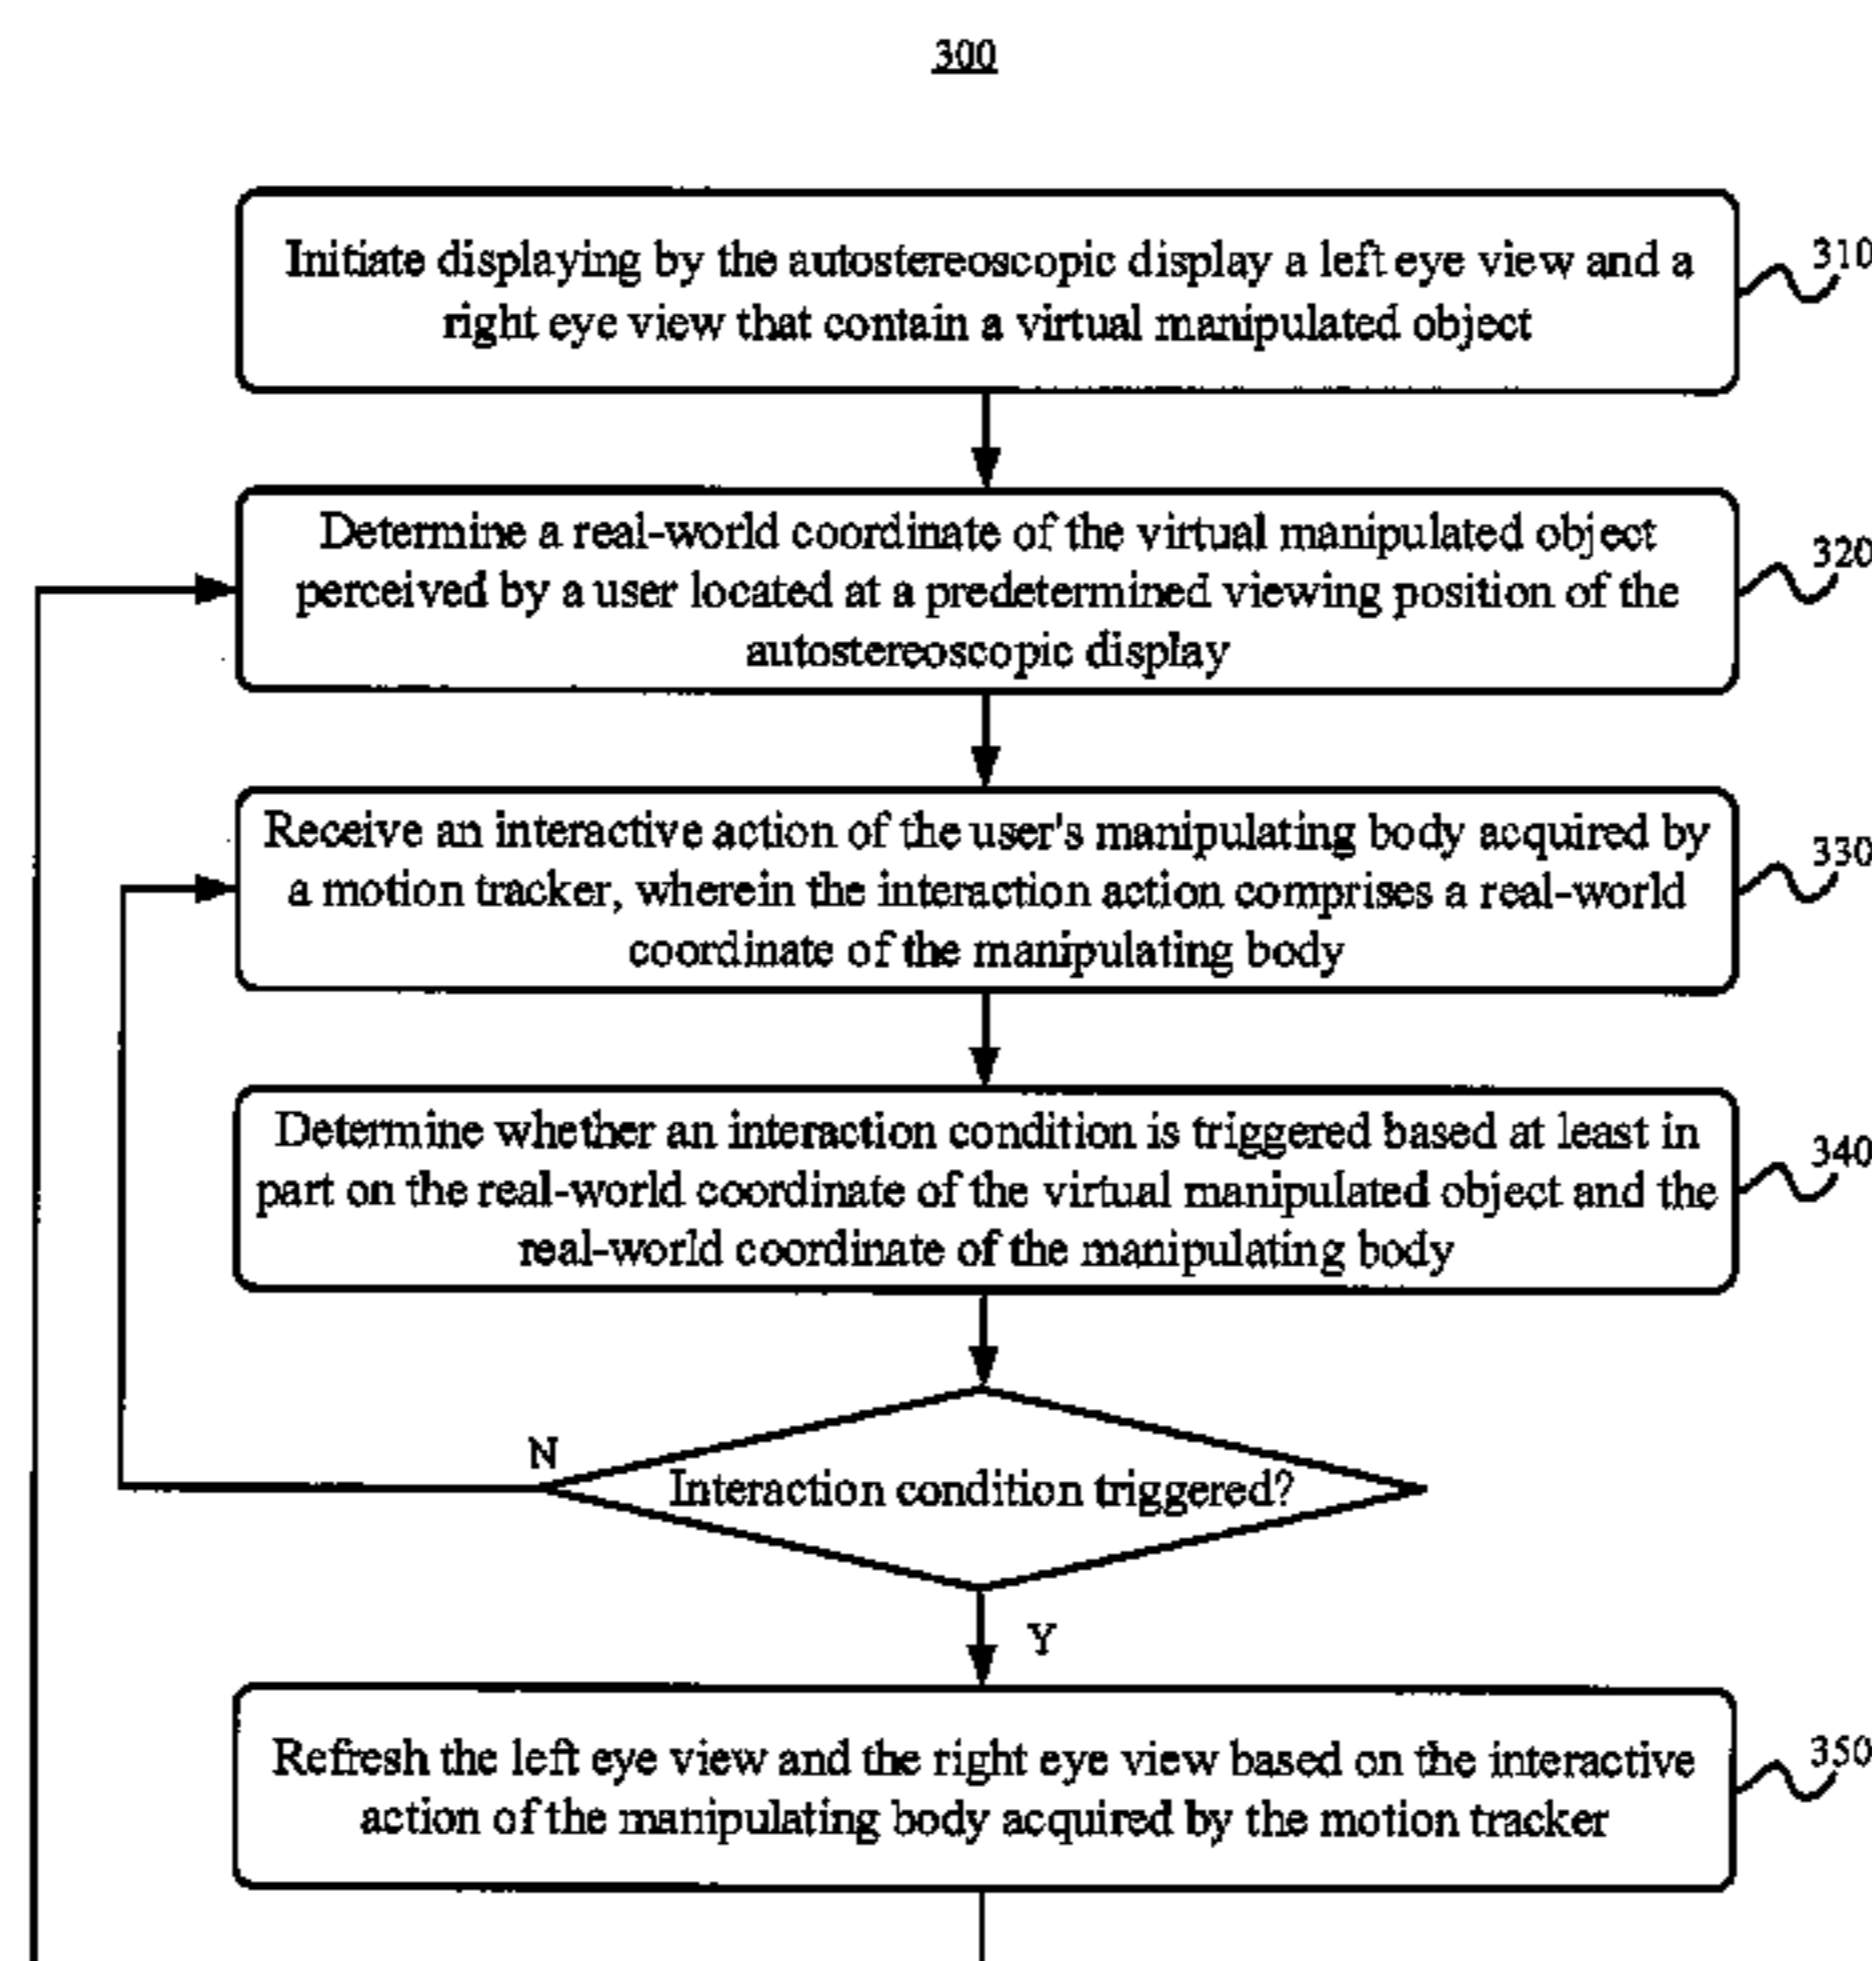 300
Initiate displaying by the autostereoscopic display a left eye view and a
right eye view that contain a virtual manipulated object
310
Determine a real-world coordinate of the virtual manipulated object
perceived by a user located at a predetermined viewing position of the
autostereoscopic display
320
Receive an interactive action of the user's manipulating body acquired by
a motion tracker, wherein the interaction action comprises a real-world
coordinate of the manipulating body
330
Determine whether an interaction condition is triggered based at least in
part on the real-world coordinate of the virtual manipulated object and the
real-world coordinate of the manipulating body
340
N
Interaction condition triggered?
Y
Refresh the left eye view and the right eye view based on the interactive
action of the manipulating body acquired by the motion tracker
350